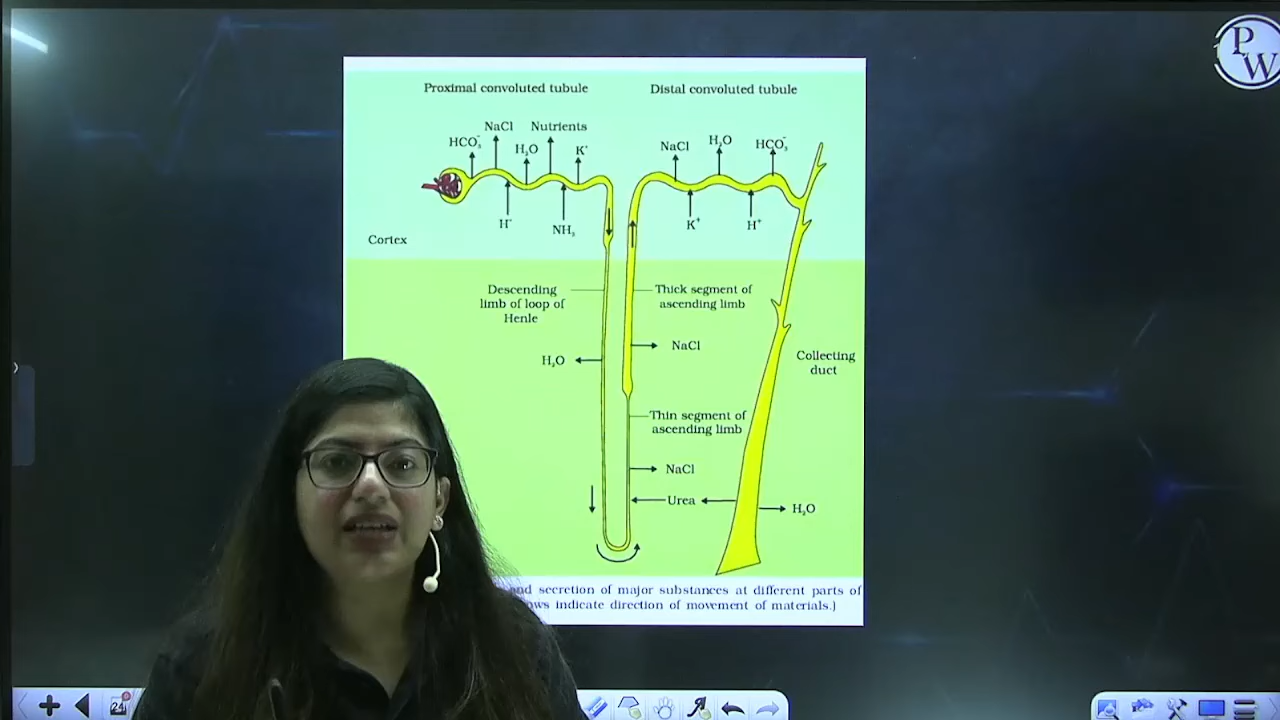 P
W
Proximal convoluted tubule
Distal convoluted tubule
NaCl
Nutrients
HCO₃⁻
H₂O
K⁺
NaCl
H₂O
HCO₃⁻
NH₃
K⁺
H⁺
Cortex
Descending
limb of loop of
Henle
Thick segment of
ascending limb
H₂O
NaCl
Collecting
duct
Thin segment of
ascending limb
NaCl
Urea
H₂O
and secretion of major substances at different parts of
ows indicate direction of movement of materials.)
24